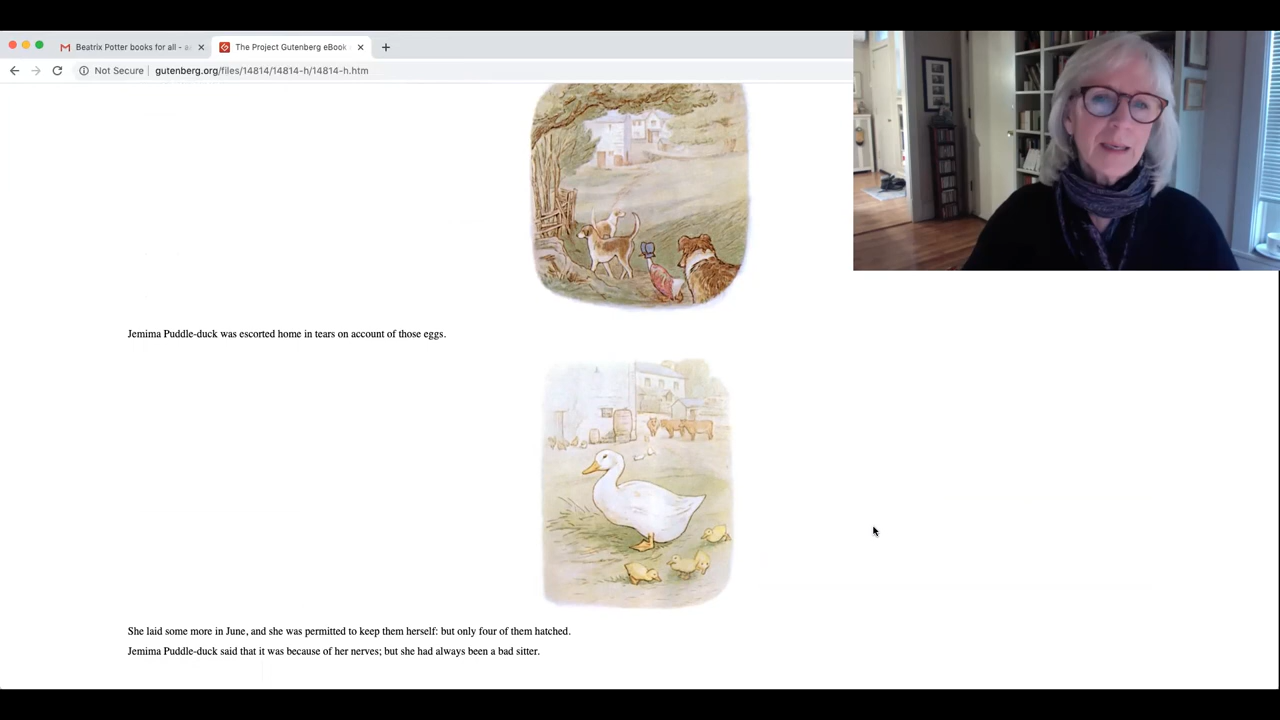 Beatrix Potter books for all - a
The Project Gutenberg eBook
Not Secure
gutenberg.org/files/14814/14814-h/14814-h.htm
Jemima Puddle-duck was escorted home in tears on account of those eggs.
She laid some more in June, and she was permitted to keep them herself: but only four of them hatched.
Jemima Puddle-duck said that it was because of her nerves; but she had always been a bad sitter.